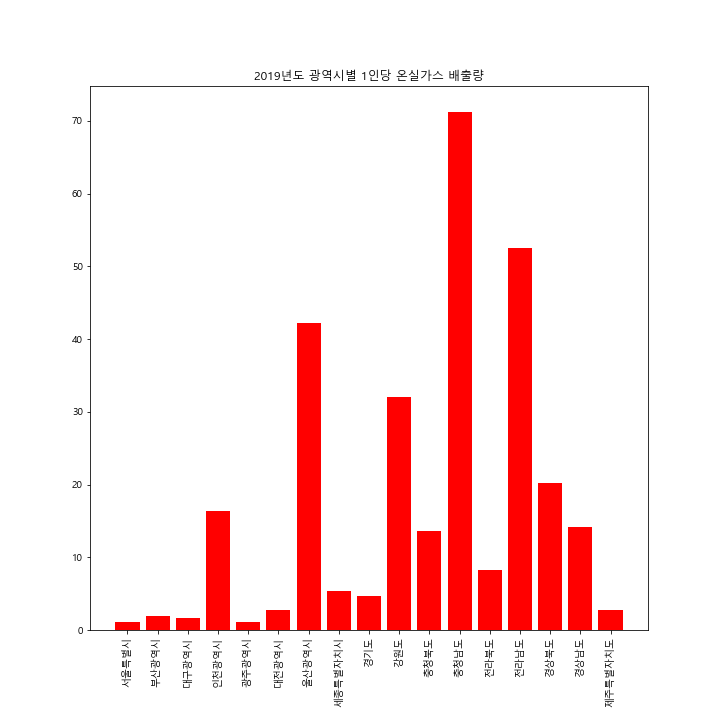 2019년도 광역시별 1인당 온실가스 배출량
70
60
50
40
30
20
10
0
서울특별시
부산광역시
대구광역시
인천광역시
광주광역시
대전광역시
울산광역시
세종특별자치시
경기도
강원도
충청북도
충청남도
전라북도
전라남도
경상북도
경상남도
제주특별자치도